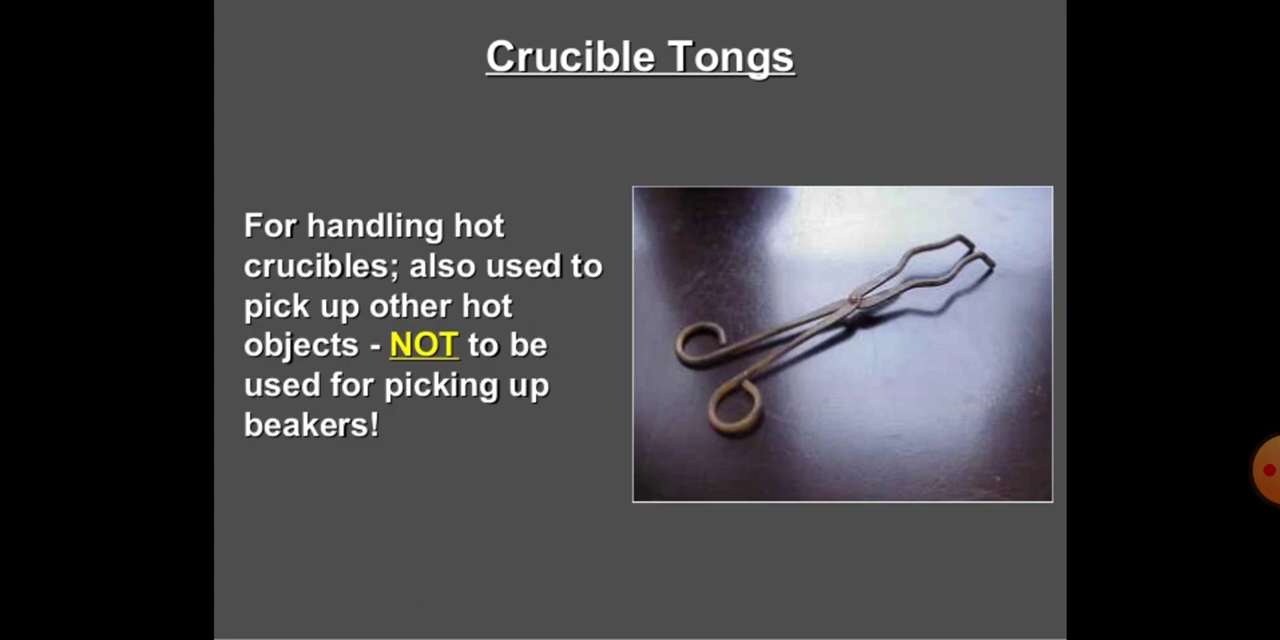 Crucible Tongs
For handling hot
crucibles; also used to
pick up other hot
objects - NOT to be
used for picking up
beakers!